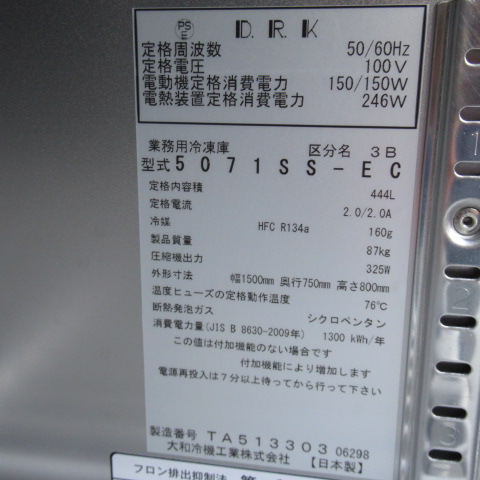 PS E D.R.K
定格周波数 50/60Hz
定格電圧 100V
電動機定格消費電力 150/150W
電熱装置定格消費電力 246W
業務用冷凍庫 区分名 3B
型式 5071SS-EC
定格内容積 444L
定格電流 2.0/2.0A
冷媒 HFC R134a 160g
製品質量 87kg
圧縮機出力 325W
外形寸法 幅1500mm 奥行750mm 高さ800mm
温度ヒューズの定格動作温度 76℃
断熱発泡ガス シクロペンタン
消費電力量(JIS B 8630-2009年) 1300 kWh/年
この値は付加機能のない場合です
付加機能により増加します
電源再投入は7分以上待ってから行って下さい
製造番号 TA513303 06298
大和冷機工業株式会社 【日本製】
フロン排出抑制法
1
2
3